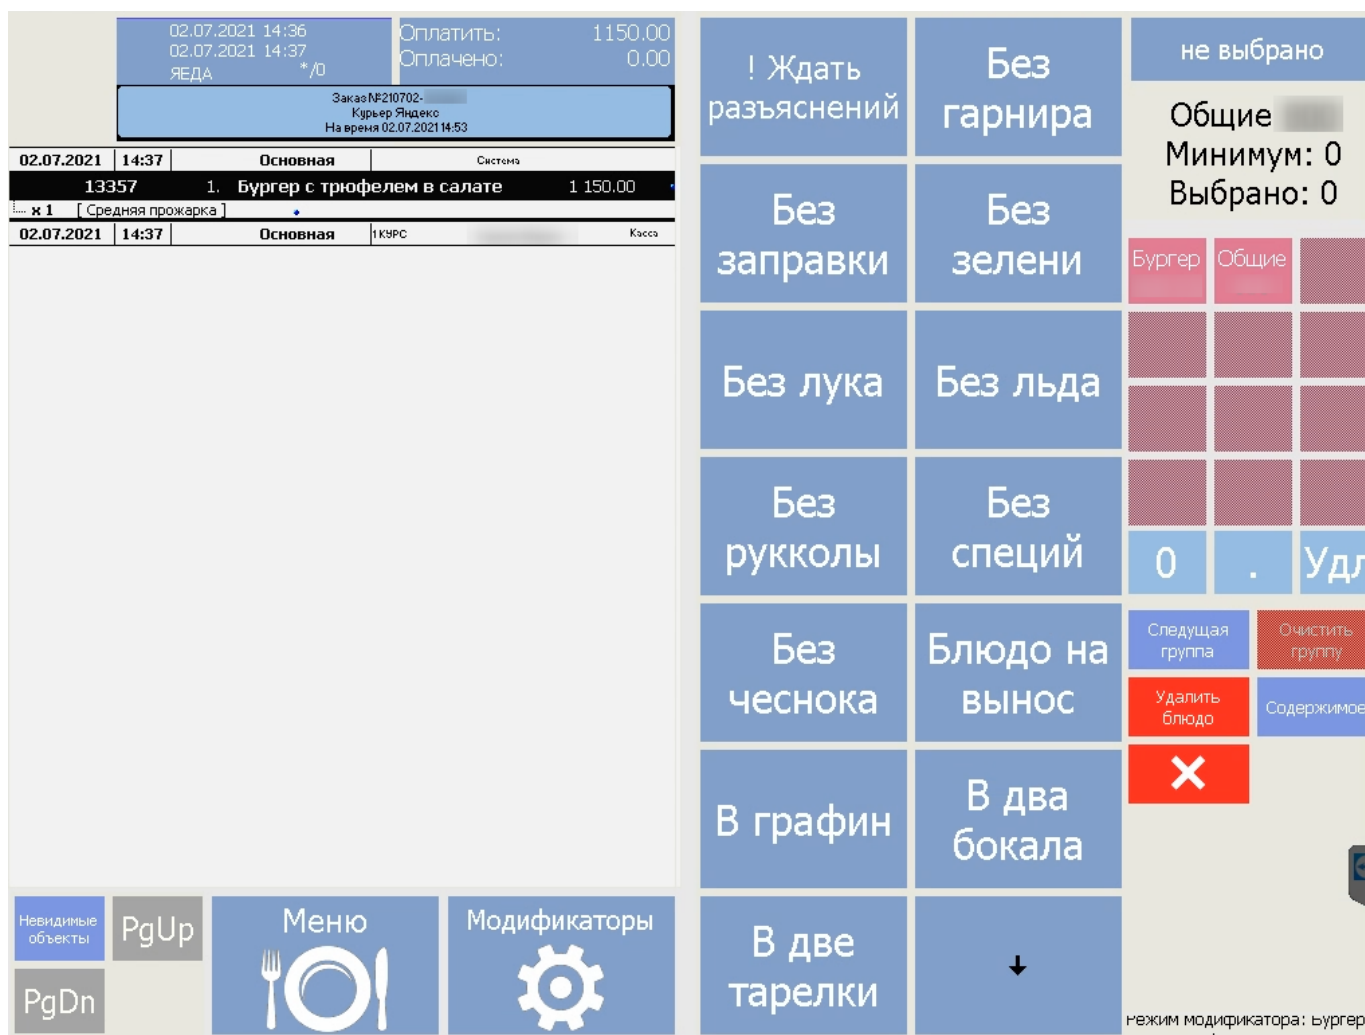 02.07.2021 14:36
02.07.2021 14:37
ЯЕДА */0
Оплатить: 1150.00
Оплачено: 0.00
Заказ №210702-
Курьер Яндекс
На время 02.07.2021 14:53
02.07.2021 14:37 Основная Система
13357 1. Бургер с трюфелем в салате 1 150.00
x 1 [ Средняя прожарка ]
02.07.2021 14:37 Основная 1 КУРС Касса
Невидимые
объекты
PgUp
PgDn
Меню
Модификаторы
! Ждать
разъяснений
Без
гарнира
Без
заправки
Без
зелени
Без лука
Без льда
Без
рукколы
Без
специй
Без
чеснока
Блюдо на
вынос
В графин
В два
бокала
В две
тарелки
не выбрано
Общие
Минимум: 0
Выбрано: 0
Бургер
Общие
0
.
Удл
Следущая
группа
Очистить
группу
Удалить
блюдо
Содержимое
Режим модификатора: Бургер